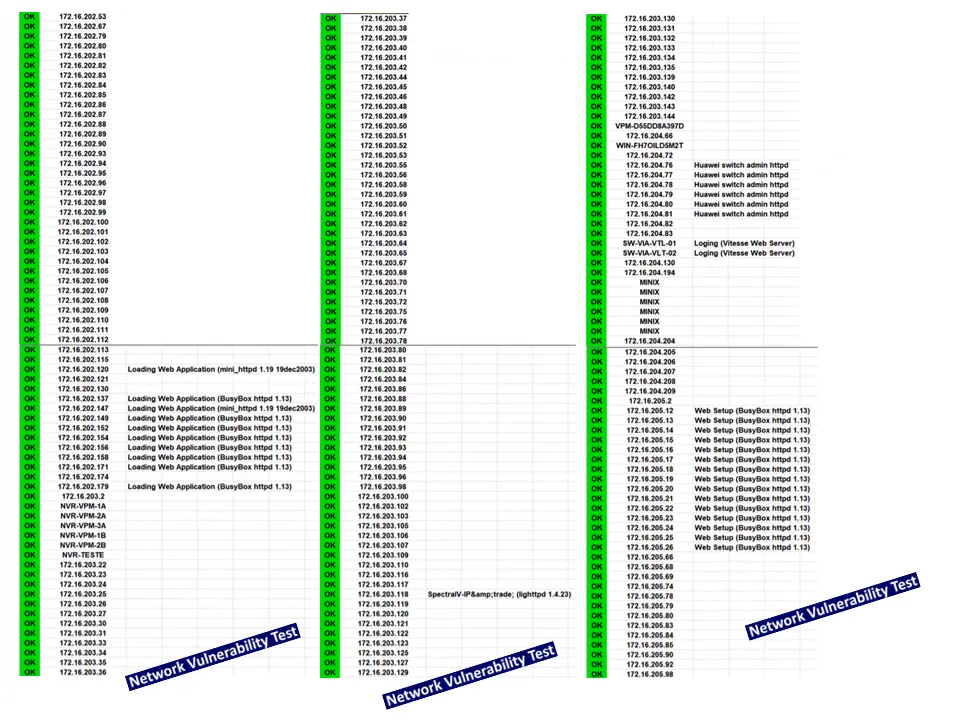 OK 172.16.202.53
OK 172.16.202.67
OK 172.16.202.79
OK 172.16.202.80
OK 172.16.202.81
OK 172.16.202.82
OK 172.16.202.83
OK 172.16.202.84
OK 172.16.202.85
OK 172.16.202.86
OK 172.16.202.87
OK 172.16.202.88
OK 172.16.202.89
OK 172.16.202.90
OK 172.16.202.93
OK 172.16.202.94
OK 172.16.202.95
OK 172.16.202.96
OK 172.16.202.97
OK 172.16.202.98
OK 172.16.202.99
OK 172.16.202.100
OK 172.16.202.101
OK 172.16.202.102
OK 172.16.202.103
OK 172.16.202.104
OK 172.16.202.105
OK 172.16.202.106
OK 172.16.202.107
OK 172.16.202.108
OK 172.16.202.109
OK 172.16.202.110
OK 172.16.202.111
OK 172.16.202.112
OK 172.16.202.113
OK 172.16.202.115
OK 172.16.202.120 Loading Web Application (mini_httpd 1.19 19dec2003)
OK 172.16.202.121
OK 172.16.202.130
OK 172.16.202.137 Loading Web Application (BusyBox httpd 1.13)
OK 172.16.202.147 Loading Web Application (mini_httpd 1.19 19dec2003)
OK 172.16.202.149 Loading Web Application (BusyBox httpd 1.13)
OK 172.16.202.152 Loading Web Application (BusyBox httpd 1.13)
OK 172.16.202.154 Loading Web Application (BusyBox httpd 1.13)
OK 172.16.202.156 Loading Web Application (BusyBox httpd 1.13)
OK 172.16.202.158 Loading Web Application (BusyBox httpd 1.13)
OK 172.16.202.171 Loading Web Application (BusyBox httpd 1.13)
OK 172.16.202.174
OK 172.16.202.179 Loading Web Application (BusyBox httpd 1.13)
OK 172.16.203.2
OK NVR-VPM-1A
OK NVR-VPM-2A
OK NVR-VPM-3A
OK NVR-VPM-1B
OK NVR-VPM-2B
OK NVR-TESTE
OK 172.16.203.22
OK 172.16.203.23
OK 172.16.203.24
OK 172.16.203.25
OK 172.16.203.26
OK 172.16.203.27
OK 172.16.203.30
OK 172.16.203.31
OK 172.16.203.33
OK 172.16.203.34
OK 172.16.203.35
OK 172.16.203.36
Network Vulnerability Test
OK 172.16.203.37
OK 172.16.203.38
OK 172.16.203.39
OK 172.16.203.40
OK 172.16.203.41
OK 172.16.203.42
OK 172.16.203.44
OK 172.16.203.45
OK 172.16.203.46
OK 172.16.203.48
OK 172.16.203.49
OK 172.16.203.50
OK 172.16.203.51
OK 172.16.203.52
OK 172.16.203.53
OK 172.16.203.55
OK 172.16.203.56
OK 172.16.203.58
OK 172.16.203.59
OK 172.16.203.60
OK 172.16.203.61
OK 172.16.203.62
OK 172.16.203.63
OK 172.16.203.64
OK 172.16.203.65
OK 172.16.203.67
OK 172.16.203.68
OK 172.16.203.70
OK 172.16.203.71
OK 172.16.203.72
OK 172.16.203.75
OK 172.16.203.76
OK 172.16.203.77
OK 172.16.203.78
OK 172.16.203.80
OK 172.16.203.81
OK 172.16.203.82
OK 172.16.203.84
OK 172.16.203.86
OK 172.16.203.88
OK 172.16.203.89
OK 172.16.203.90
OK 172.16.203.91
OK 172.16.203.92
OK 172.16.203.93
OK 172.16.203.94
OK 172.16.203.95
OK 172.16.203.96
OK 172.16.203.98
OK 172.16.203.100
OK 172.16.203.102
OK 172.16.203.103
OK 172.16.203.105
OK 172.16.203.106
OK 172.16.203.107
OK 172.16.203.109
OK 172.16.203.110
OK 172.16.203.116
OK 172.16.203.117
OK 172.16.203.118 SpectraIV-IP&amp;trade; (lighttpd 1.4.23)
OK 172.16.203.119
OK 172.16.203.120
OK 172.16.203.121
OK 172.16.203.122
OK 172.16.203.123
OK 172.16.203.125
OK 172.16.203.127
OK 172.16.203.129
Network Vulnerability Test
OK 172.16.203.130
OK 172.16.203.131
OK 172.16.203.132
OK 172.16.203.133
OK 172.16.203.134
OK 172.16.203.135
OK 172.16.203.139
OK 172.16.203.140
OK 172.16.203.142
OK 172.16.203.143
OK 172.16.203.144
OK VPM-D55DD8A397D
OK 172.16.204.66
OK WIN-FH7OILD5M2T
OK 172.16.204.72
OK 172.16.204.76 Huawei switch admin httpd
OK 172.16.204.77 Huawei switch admin httpd
OK 172.16.204.78 Huawei switch admin httpd
OK 172.16.204.79 Huawei switch admin httpd
OK 172.16.204.80 Huawei switch admin httpd
OK 172.16.204.81 Huawei switch admin httpd
OK 172.16.204.82
OK 172.16.204.83
OK SW-VIA-VTL-01 Loging (Vitesse Web Server)
OK SW-VIA-VLT-02 Loging (Vitesse Web Server)
OK 172.16.204.130
OK 172.16.204.194
OK MINIX
OK MINIX
OK MINIX
OK MINIX
OK MINIX
OK MINIX
OK 172.16.204.204
OK 172.16.204.205
OK 172.16.204.206
OK 172.16.204.207
OK 172.16.204.208
OK 172.16.204.209
OK 172.16.205.2
OK 172.16.205.12 Web Setup (BusyBox httpd 1.13)
OK 172.16.205.13 Web Setup (BusyBox httpd 1.13)
OK 172.16.205.14 Web Setup (BusyBox httpd 1.13)
OK 172.16.205.15 Web Setup (BusyBox httpd 1.13)
OK 172.16.205.16 Web Setup (BusyBox httpd 1.13)
OK 172.16.205.17 Web Setup (BusyBox httpd 1.13)
OK 172.16.205.18 Web Setup (BusyBox httpd 1.13)
OK 172.16.205.19 Web Setup (BusyBox httpd 1.13)
OK 172.16.205.20 Web Setup (BusyBox httpd 1.13)
OK 172.16.205.21 Web Setup (BusyBox httpd 1.13)
OK 172.16.205.22 Web Setup (BusyBox httpd 1.13)
OK 172.16.205.23 Web Setup (BusyBox httpd 1.13)
OK 172.16.205.24 Web Setup (BusyBox httpd 1.13)
OK 172.16.205.25 Web Setup (BusyBox httpd 1.13)
OK 172.16.205.26 Web Setup (BusyBox httpd 1.13)
OK 172.16.205.66
OK 172.16.205.68
OK 172.16.205.69
OK 172.16.205.74
OK 172.16.205.78
OK 172.16.205.79
OK 172.16.205.80
OK 172.16.205.83
OK 172.16.205.84
OK 172.16.205.85
OK 172.16.205.90
OK 172.16.205.92
OK 172.16.205.98
Network Vulnerability Test